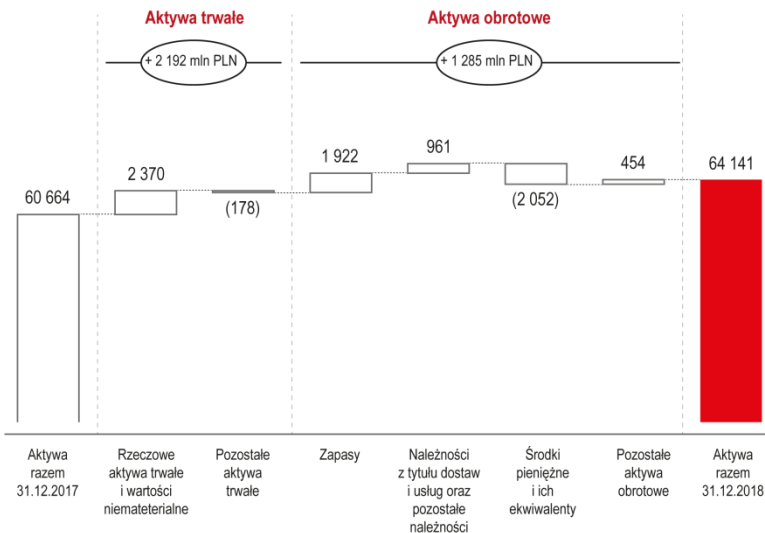 Aktywa trwałe
Aktywa obrotowe
+ 2 192 mln PLN
+ 1 285 mln PLN
60 664
2 370
(178)
1 922
961
(2 052)
454
64 141
Aktywa
razem
31.12.2017
Rzeczowe
aktywa trwałe
i wartości
niemateterialne
Pozostałe
aktywa
trwałe
Zapasy
Należności
z tytułu dostaw
i usług oraz
pozostałe
należności
Środki
pieniężne
i ich
ekwiwalenty
Pozostałe
aktywa
obrotowe
Aktywa
razem
31.12.2018